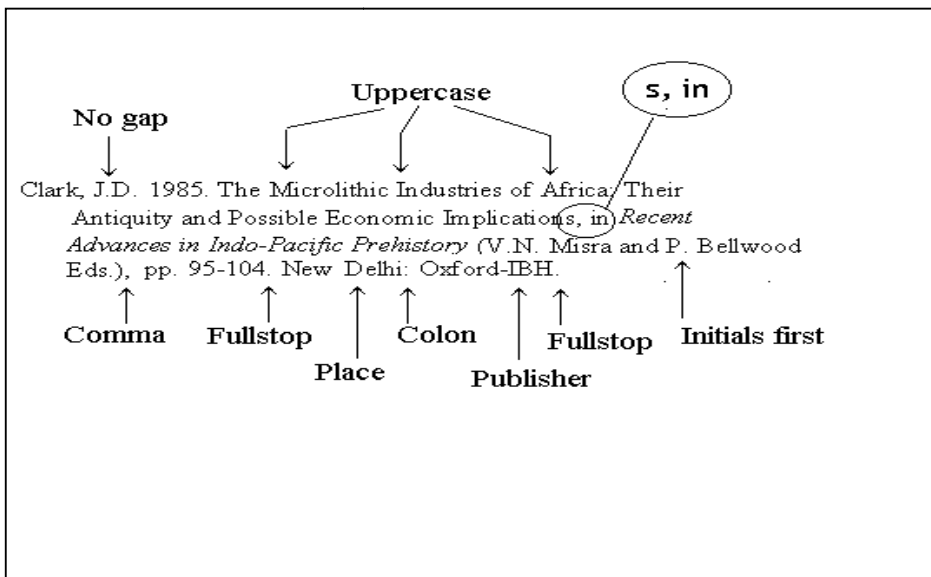 Uppercase
s, in
No gap
Clark, J.D. 1985. The Microlithic Industries of Africa: Their
Antiquity and Possible Economic Implications, in Recent
Advances in Indo-Pacific Prehistory (V.N. Misra and P. Bellwood
Eds.), pp. 95-104. New Delhi: Oxford-IBH.
Comma
Fullstop
Colon
Fullstop
Initials first
Place
Publisher